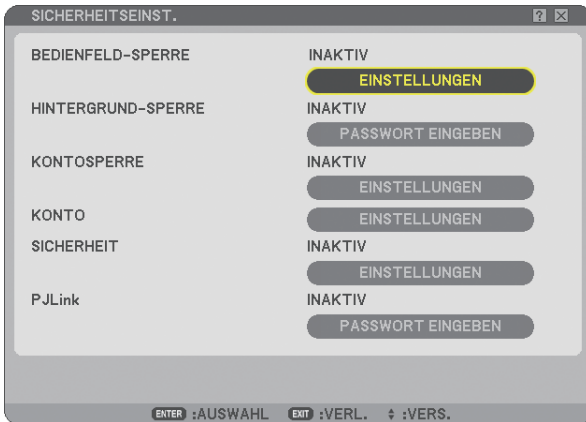 SICHERHEITSEINST. ? X
BEDIENFELD-SPERRE INAKTIV
EINSTELLUNGEN
HINTERGRUND-SPERRE INAKTIV
PASSWORT EINGEBEN
KONTOSPERRE INAKTIV
EINSTELLUNGEN
KONTO EINSTELLUNGEN
SICHERHEIT INAKTIV
EINSTELLUNGEN
PJLink INAKTIV
PASSWORT EINGEBEN
ENTER :AUSWAHL EXIT :VERL. :VERS.